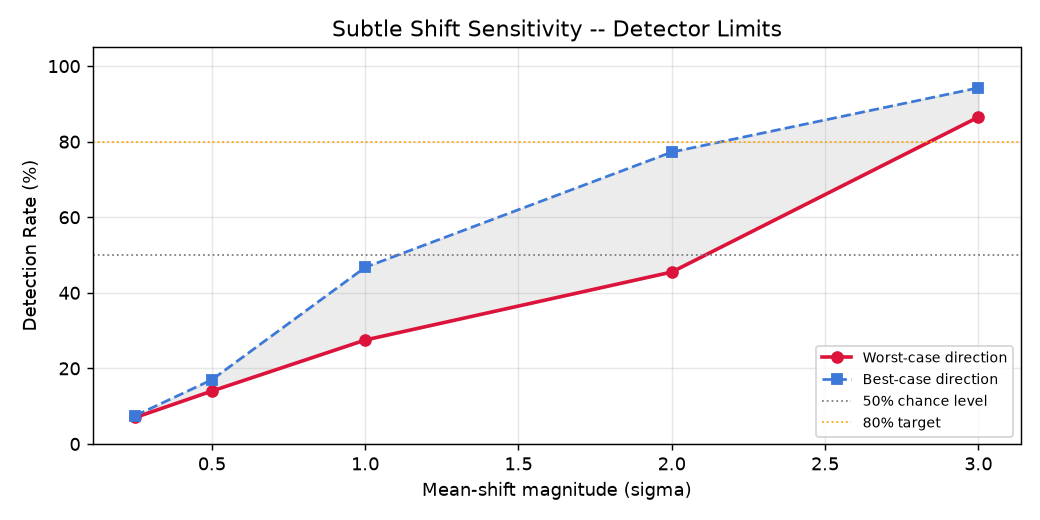 Subtle Shift Sensitivity -- Detector Limits
Detection Rate (%)
100
80
60
40
20
0
0.5 1.0 1.5 2.0 2.5 3.0
Mean-shift magnitude (sigma)
Worst-case direction
Best-case direction
50% chance level
80% target